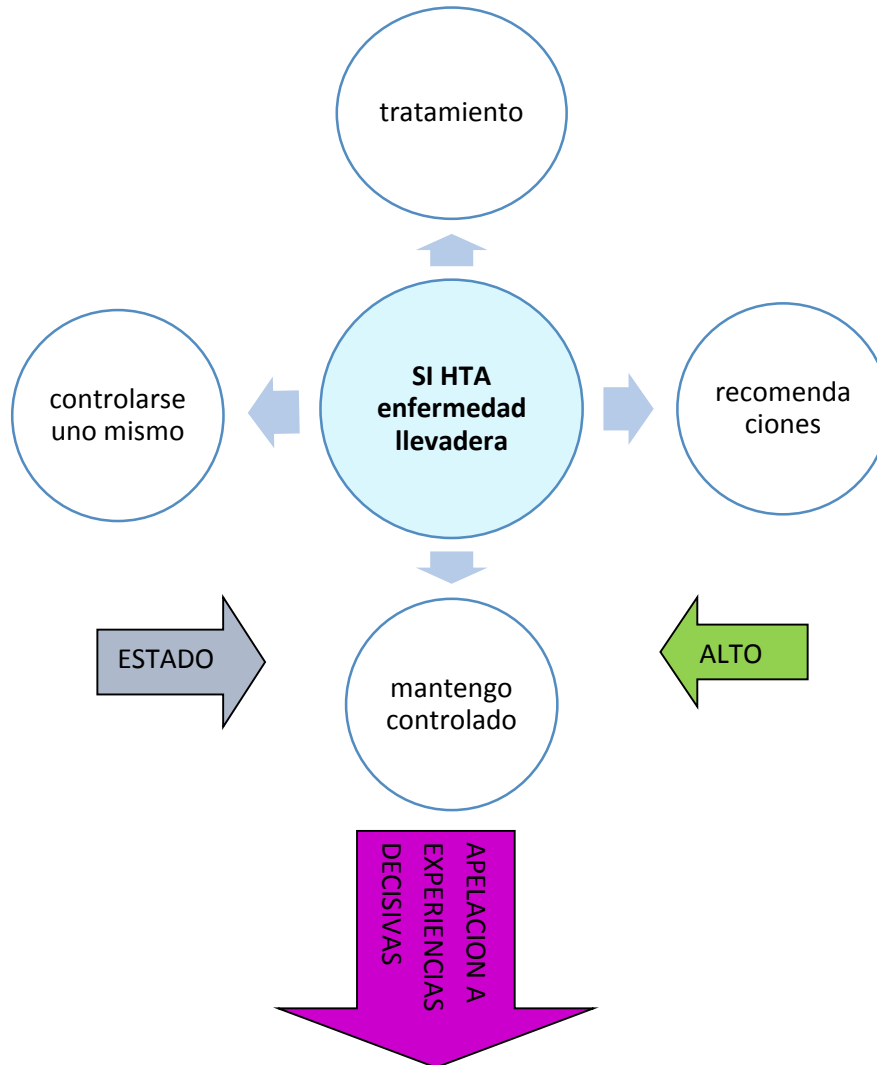 tratamiento
controlarse
uno mismo
SI HTA
enfermedad
llevadera
recomenda
ciones
ESTADO
ALTO
mantengo
controlado
APELACION A
EXPERIENCIAS
DECISIVAS